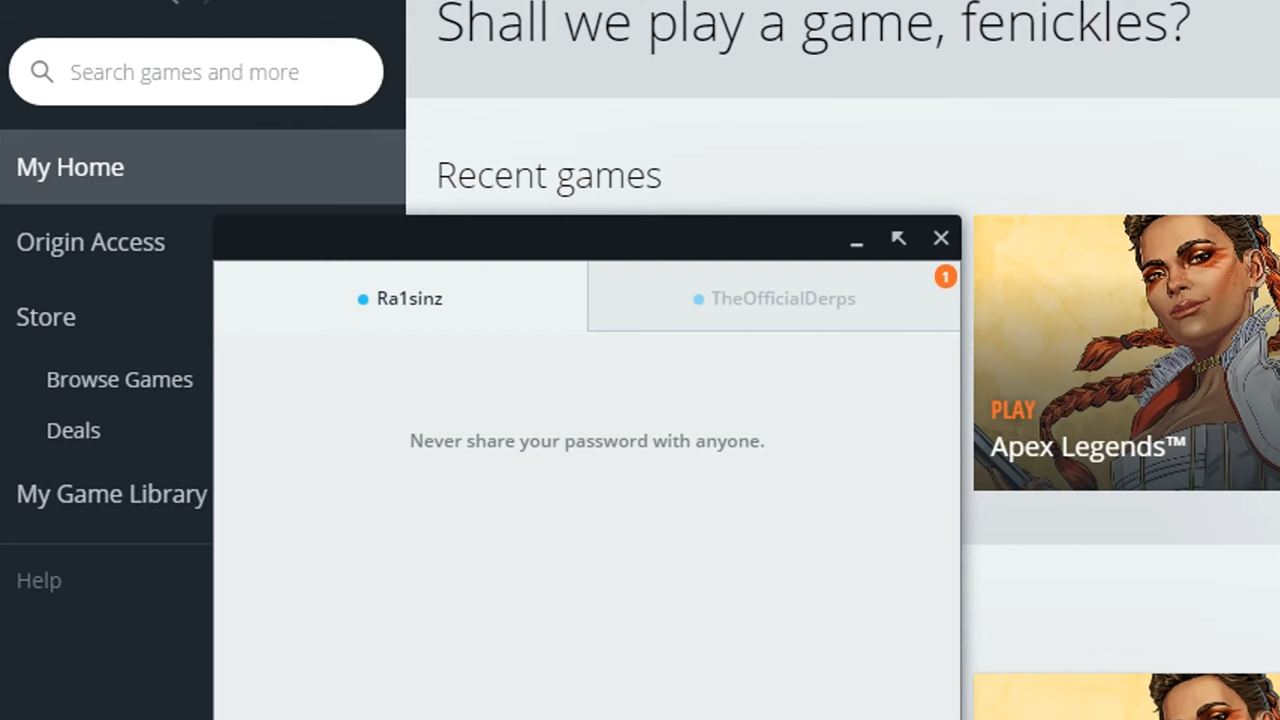 Shall we play a game, fenickles?
Search games and more
My Home
Recent games
Origin Access
Store
Browse Games
Deals
My Game Library
Help
Ra1sinz
TheOfficialDerps
1
Never share your password with anyone.
PLAY
Apex Legends™